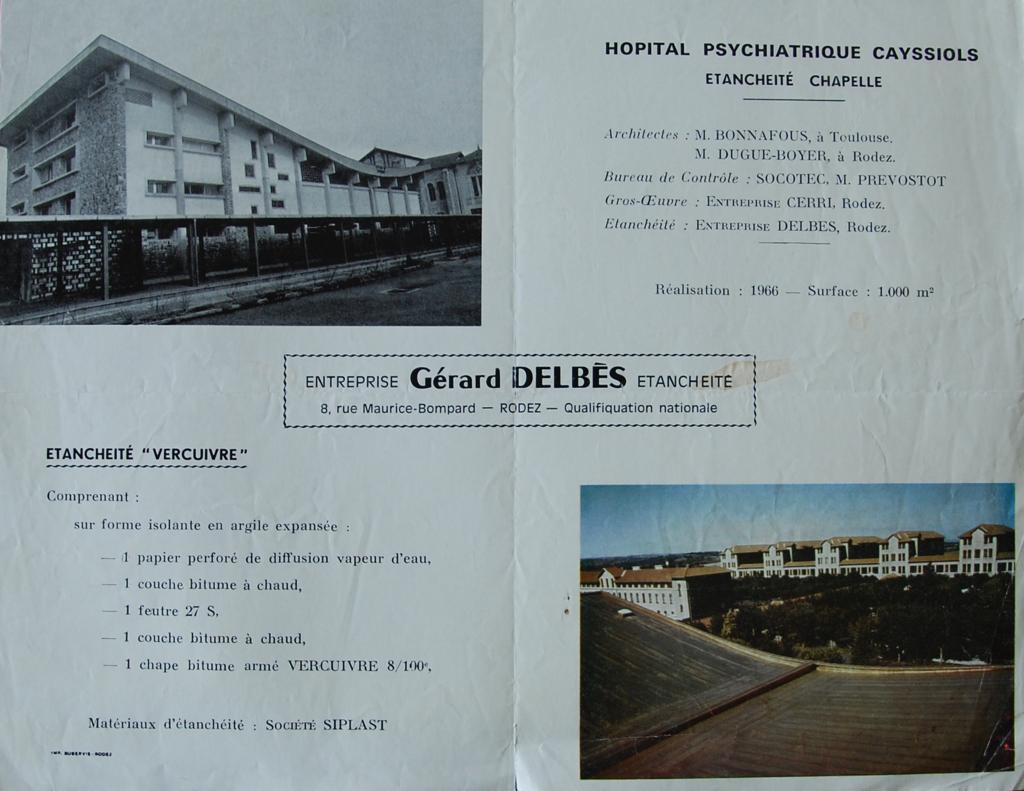 HOPITAL PSYCHIATRIQUE CAYSSIOLS
ETANCHEITÉ CHAPELLE
Architectes : M. BONNAFOUS, à Toulouse.
M. DUGUE-BOYER, à Rodez.
Bureau de Contrôle : SOCOTEC, M. PREVOSTOT
Gros-Œuvre : ENTREPRISE CERRI, Rodez.
Etanchéité : ENTREPRISE DELBES, Rodez.
Réalisation : 1966 — Surface : 1.000 m²
ENTREPRISE Gérard DELBÈS ETANCHEITE
8, rue Maurice-Bompard — RODEZ — Qualifiquation nationale
ETANCHEITÉ "VERCUIVRE"
Comprenant :
sur forme isolante en argile expansée :
— 1 papier perforé de diffusion vapeur d'eau,
— 1 couche bitume à chaud,
— 1 feutre 27 S,
— 1 couche bitume à chaud,
— 1 chape bitume armé VERCUIVRE 8/100e,
Matériaux d'étanchéité : SOCIÉTÉ SIPLAST
IMP. SUBERVIE - RODEZ